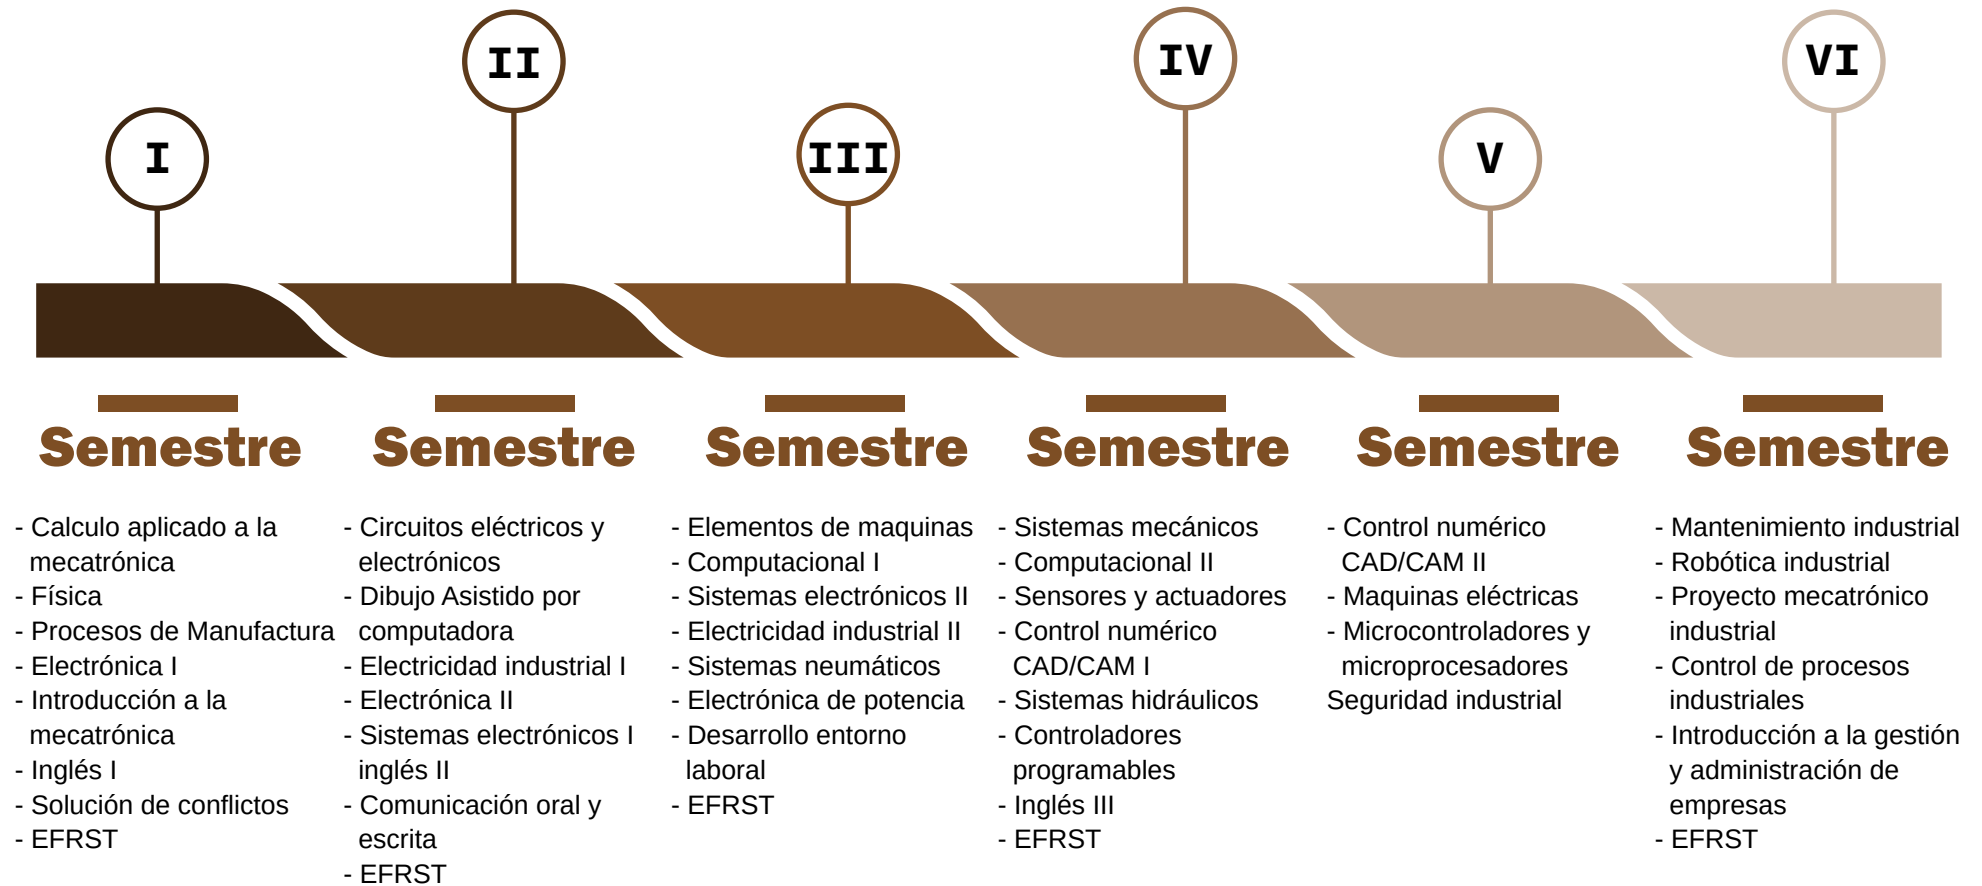 I
II
III
IV
V
VI
Semestre
- Calculo aplicado a la
mecatrónica
- Física
- Procesos de Manufactura
- Electrónica I
- Introducción a la
mecatrónica
- Inglés I
- Solución de conflictos
- EFRST
Semestre
- Circuitos eléctricos y
electrónicos
- Dibujo Asistido por
computadora
- Electricidad industrial I
- Electrónica II
- Sistemas electrónicos I
inglés II
- Comunicación oral y
escrita
- EFRST
Semestre
- Elementos de maquinas
- Computacional I
- Sistemas electrónicos II
- Electricidad industrial II
- Sistemas neumáticos
- Electrónica de potencia
- Desarrollo entorno
laboral
- EFRST
Semestre
- Sistemas mecánicos
- Computacional II
- Sensores y actuadores
- Control numérico
CAD/CAM I
- Sistemas hidráulicos
- Controladores
programables
- Inglés III
- EFRST
Semestre
- Control numérico
CAD/CAM II
- Maquinas eléctricas
- Microcontroladores y
microprocesadores
Seguridad industrial
Semestre
- Mantenimiento industrial
- Robótica industrial
- Proyecto mecatrónico
industrial
- Control de procesos
industriales
- Introducción a la gestión
y administración de
empresas
- EFRST